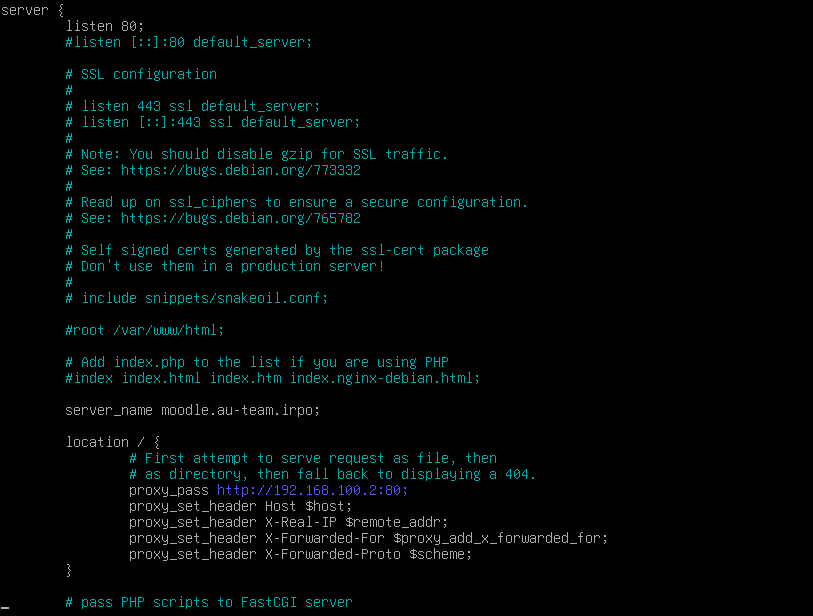 server {
listen 80;
#listen [::]:80 default_server;
# SSL configuration
#
# listen 443 ssl default_server;
# listen [::]:443 ssl default_server;
#
# Note: You should disable gzip for SSL traffic.
# See: https://bugs.debian.org/773332
#
# Read up on ssl_ciphers to ensure a secure configuration.
# See: https://bugs.debian.org/765782
#
# Self signed certs generated by the ssl-cert package
# Don't use them in a production server!
#
# include snippets/snakeoil.conf;
#root /var/www/html;
# Add index.php to the list if you are using PHP
#index index.html index.htm index.nginx-debian.html;
server_name moodle.au-team.irpo;
location / {
# First attempt to serve request as file, then
# as directory, then fall back to displaying a 404.
proxy_pass http://192.168.100.2:80;
proxy_set_header Host $host;
proxy_set_header X-Real-IP $remote_addr;
proxy_set_header X-Forwarded-For $proxy_add_x_forwarded_for;
proxy_set_header X-Forwarded-Proto $scheme;
}
# pass PHP scripts to FastCGI server